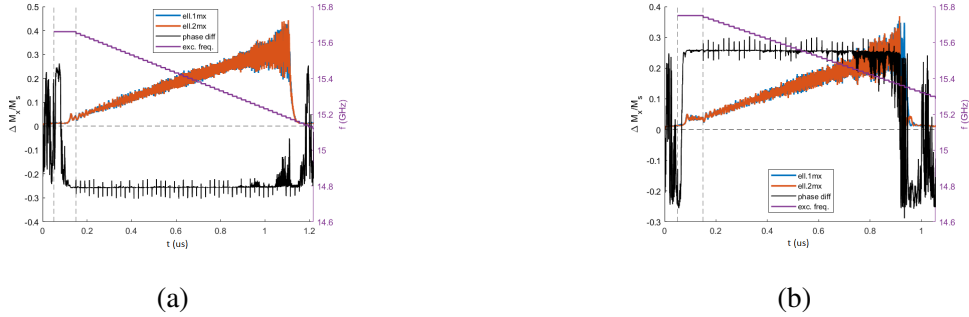 0.5
0.4
0.3
0.2
0.1
0
-0.1
-0.2
-0.3
-0.4
Δ Mx/Ms
0 0.2 0.4 0.6 0.8 1 1.2
t (us)
15.8
15.6
15.4
15.2
15
14.8
14.6
f (GHz)
ell.1mx
ell.2mx
phase diff
exc. freq.
(a)
0.4
0.3
0.2
0.1
0
-0.1
-0.2
-0.3
Δ Mx/Ms
0 0.2 0.4 0.6 0.8 1
t (us)
15.8
15.6
15.4
15.2
15
14.8
14.6
f (GHz)
ell.1mx
ell.2mx
phase diff
exc. freq.
(b)